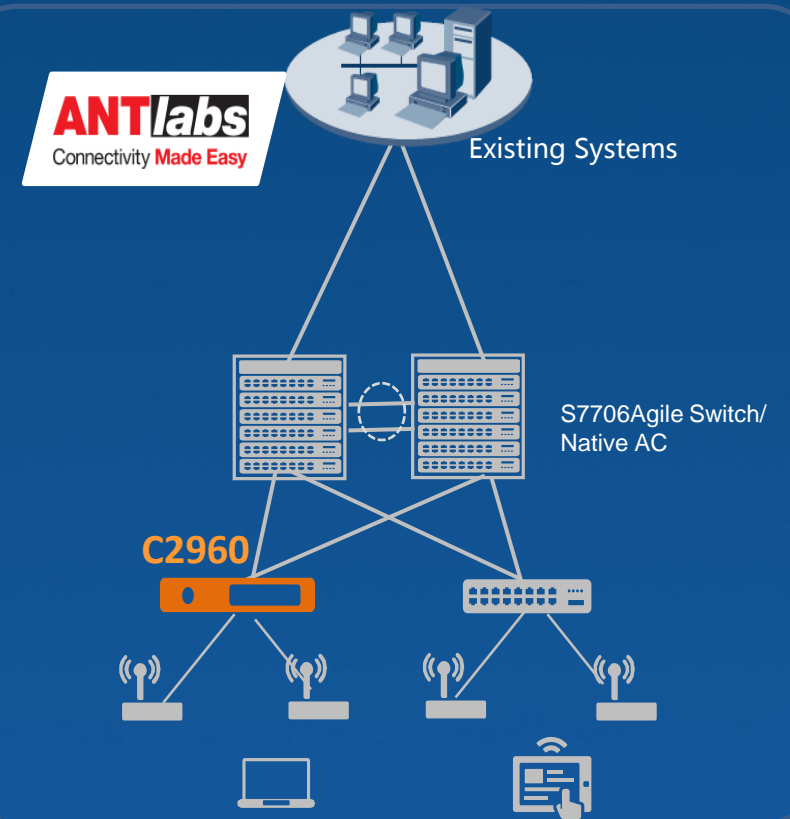 ANTlabs
Connectivity Made Easy
Existing Systems
S7706Agile Switch/
Native AC
C2960